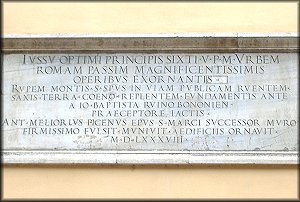 IVSSV OPTIMI PRINCIPIS SIXTI·V·P·M·VRBEM
ROMAM PASSIM MAGNIFICENTISSIMIS
OPERIBVS EXORNANTIS
RVPEM MONTIS·S·SPVS IN VIAM PVBLICAM RVENTEM
SANIS·TERRA·COENO·REPLENTEM·FVNDAMENTIS ANTE
A IO·BAPTISTA RVINO·BONONIEN·
PRAECEPTORE·IACTIS·
ANT·MELIORIVS PICENVS EPVS·S·MARCI SVCCESSOR MVRO
FIRMISSIMO FVLSIT·MVNIVIT·AEDIFICIIS ORNAVIT·
M·D·LXXXVIII·